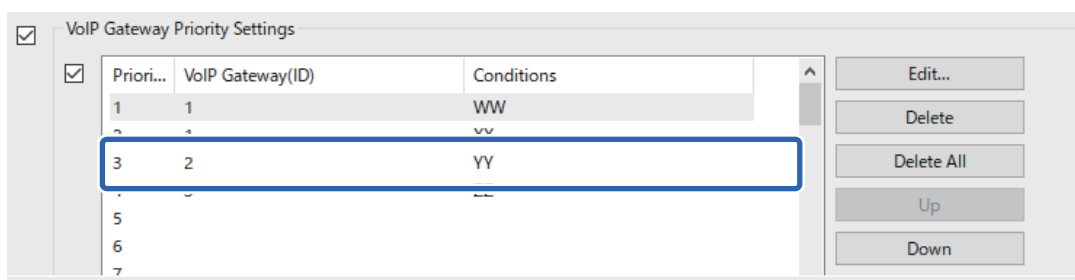 VoIP Gateway Priority Settings
Priori... VoIP Gateway(ID) Conditions
1 1 WW
3 2 YY
5
6
7
Edit...
Delete
Delete All
Up
Down